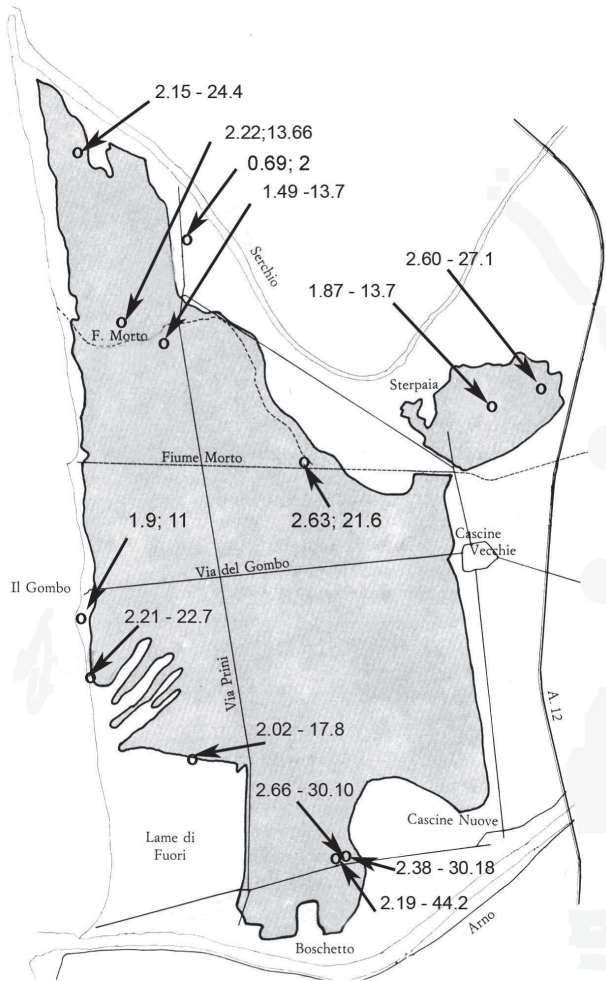 2.15 - 24.4
2.22;13.66
0.69; 2
1.49 -13.7
Serchio
2.60 - 27.1
1.87 - 13.7
F. Morto
Sterpaia
Fiume Morto
1.9; 11
2.63; 21.6
Cascine
Vecchie
Via del Gombo
Il Gombo
2.21 - 22.7
Via Prini
A. 12
2.02 - 17.8
2.66 - 30.10
Cascine Nuove
Lame di
Fuori
2.38 - 30.18
2.19 - 44.2
Arno
Boschetto